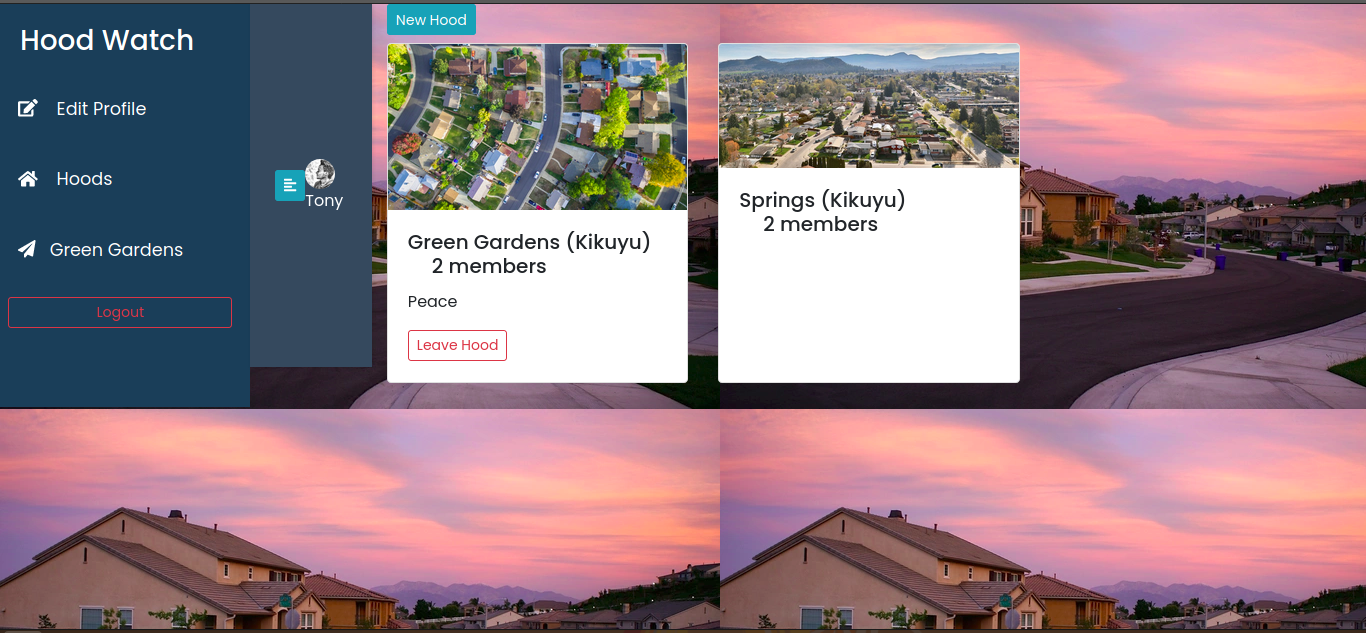 Hood Watch
Edit Profile
Hoods
Green Gardens
Logout
Tony
New Hood
Green Gardens (Kikuyu)
2 members
Peace
Leave Hood
Springs (Kikuyu)
2 members